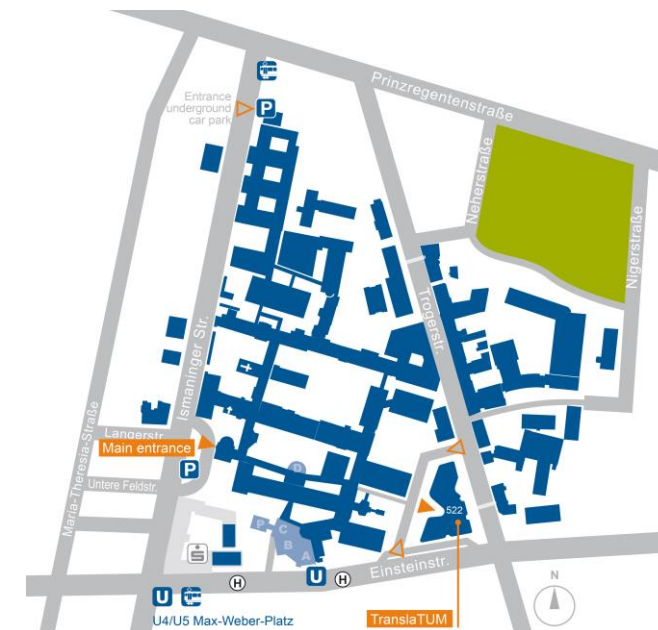 Prinzregentenstraße
Entrance
underground
car park
P
Neherstraße
Nigerstraße
Trogerstr.
Ismaninger Str.
Maria-Theresia-Straße
Langerstr.
Main entrance
P
Untere Feldstr.
D
P
C
B
A
522
S
H
U
H
Einsteinstr.
N
U
U4/U5 Max-Weber-Platz
TranslaTUM